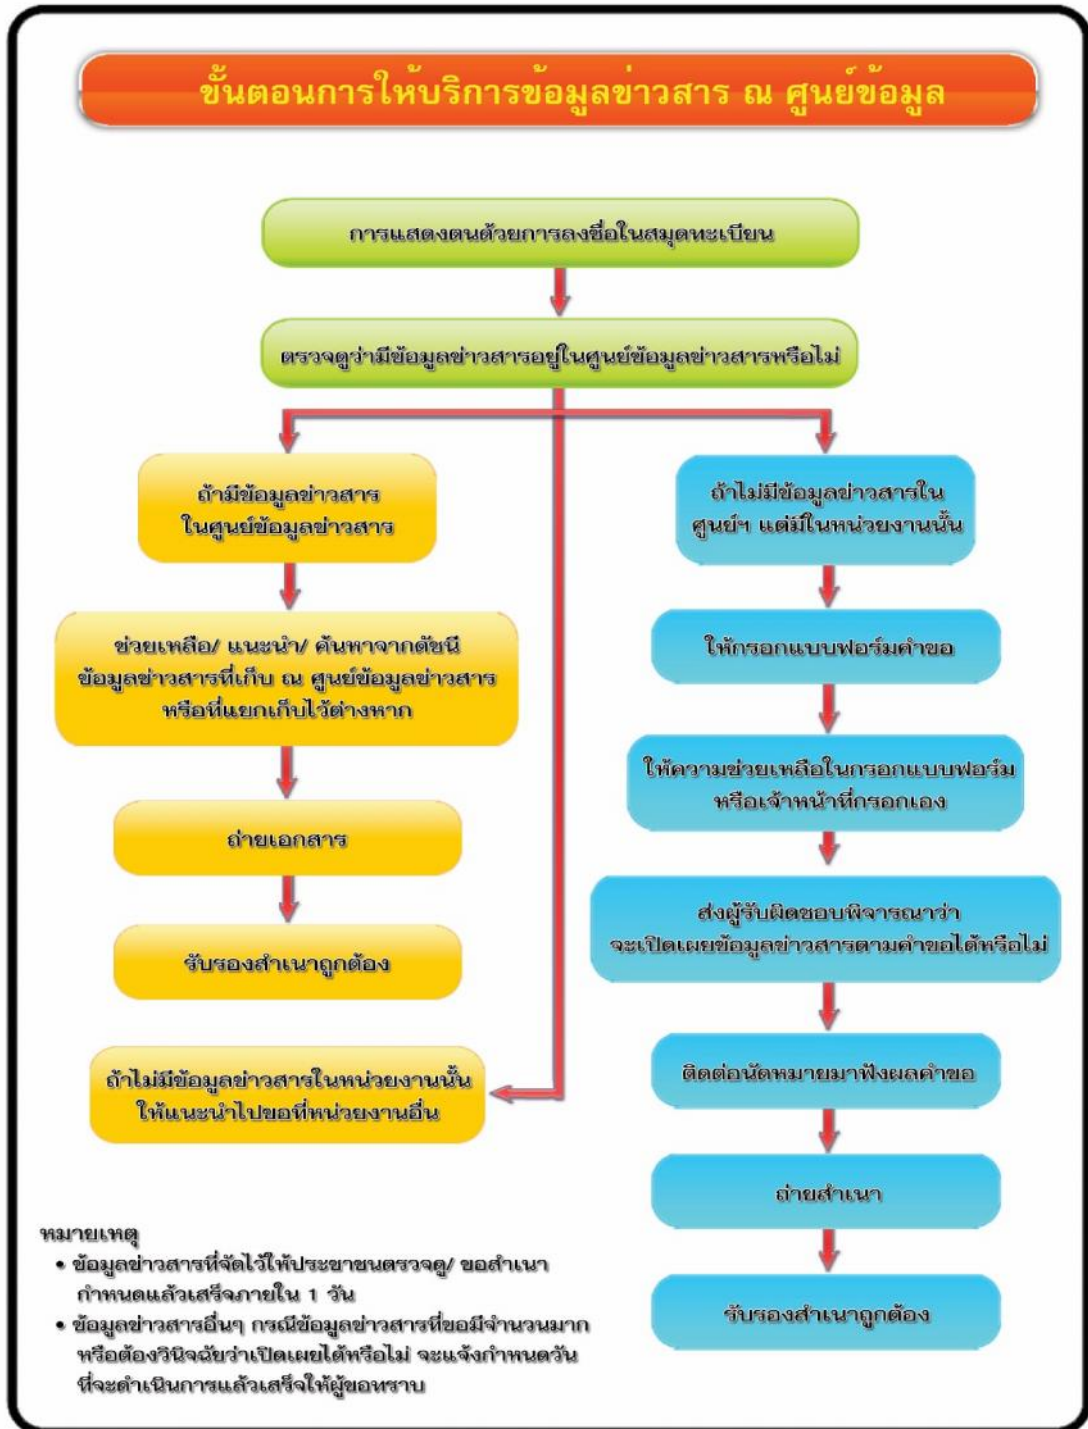 ขั้นตอนการให้บริการข้อมูลข่าวสาร ณ ศูนย์ข้อมูล
การแสดงตนด้วยการลงชื่อในสมุดทะเบียน
ตรวจดูว่ามีข้อมูลข่าวสารอยู่ในศูนย์ข้อมูลข่าวสารหรือไม่
ถ้ามีข้อมูลข่าวสาร
ในศูนย์ข้อมูลข่าวสาร
ช่วยเหลือ/ แนะนำ/ ค้นหาจากดัชนี
ข้อมูลข่าวสารที่เก็บ ณ ศูนย์ข้อมูลข่าวสาร
หรือที่แยกเก็บไว้ต่างหาก
ถ่ายเอกสาร
รับรองสำเนาถูกต้อง
ถ้าไม่มีข้อมูลข่าวสารในหน่วยงานนั้น
ให้แนะนำไปขอที่หน่วยงานอื่น
ถ้าไม่มีข้อมูลข่าวสารใน
ศูนย์ฯ แต่มีในหน่วยงานนั้น
ให้กรอกแบบฟอร์มคำขอ
ให้ความช่วยเหลือในกรอกแบบฟอร์ม
หรือเจ้าหน้าที่กรอกเอง
ส่งผู้รับผิดชอบพิจารณาว่า
จะเปิดเผยข้อมูลข่าวสารตามคำขอได้หรือไม่
ติดต่อนัดหมายมาฟังผลคำขอ
ถ่ายสำเนา
รับรองสำเนาถูกต้อง
หมายเหตุ
• ข้อมูลข่าวสารที่จัดไว้ให้ประชาชนตรวจดู/ ขอสำเนา
กำหนดแล้วเสร็จภายใน 1 วัน
• ข้อมูลข่าวสารอื่นๆ กรณีข้อมูลข่าวสารที่ขอมีจำนวนมาก
หรือต้องวินิจฉัยว่าเปิดเผยได้หรือไม่ จะแจ้งกำหนดวัน
ที่จะดำเนินการแล้วเสร็จให้ผู้ขอทราบ